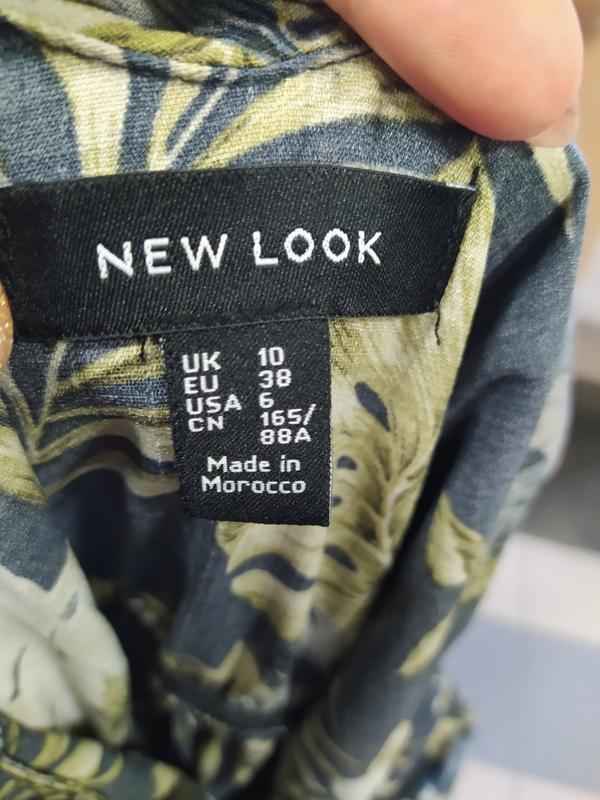 NEW LOOK
UK 10
EU 38
USA 6
CN 165/
88A
Made in
Morocco